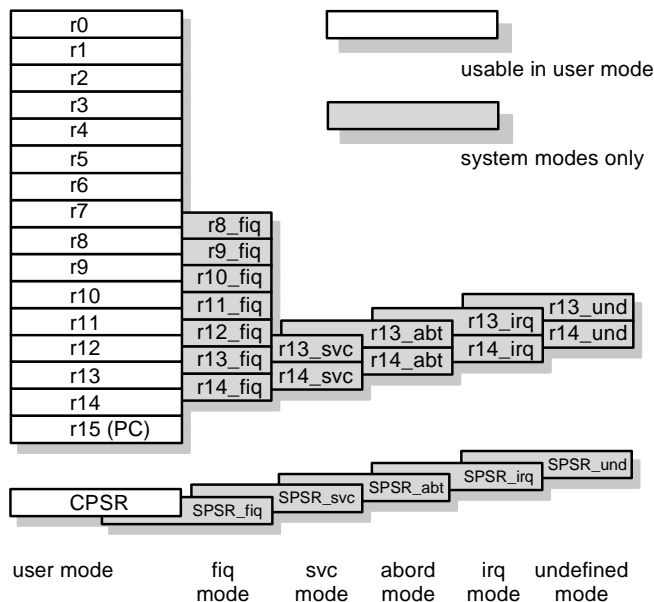 r0
r1
r2
r3
r4
r5
r6
r7
r8
r9
r10
r11
r12
r13
r14
r15 (PC)
usable in user mode
system modes only
r8_fiq
r9_fiq
r10_fiq
r11_fiq
r12_fiq
r13_fiq
r14_fiq
r13_svc
r14_svc
r13_abt
r14_abt
r13_irq
r14_irq
r13_und
r14_und
CPSR
SPSR_fiq
SPSR_svc
SPSR_abt
SPSR_irq
SPSR_und
user mode
fiq
mode
svc
mode
abord
mode
irq
mode
undefined
mode